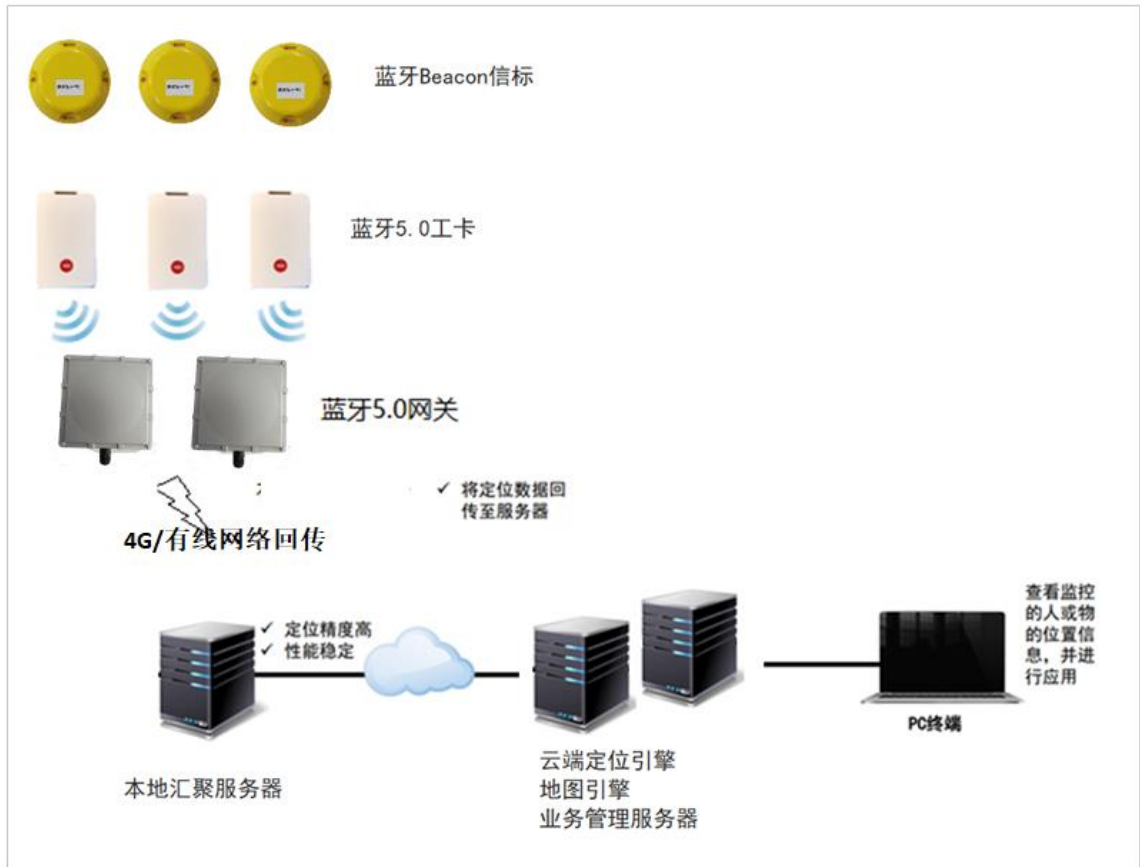 蓝牙Beacon信标
蓝牙5.0工卡
蓝牙5.0网关
✓ 将定位数据回
传至服务器
4G/有线网络回传
✓ 定位精度高
✓ 性能稳定
查看监控
的人或物
的位置信
息，并进
行应用
PC终端
本地汇聚服务器
云端定位引擎
地图引擎
业务管理服务器